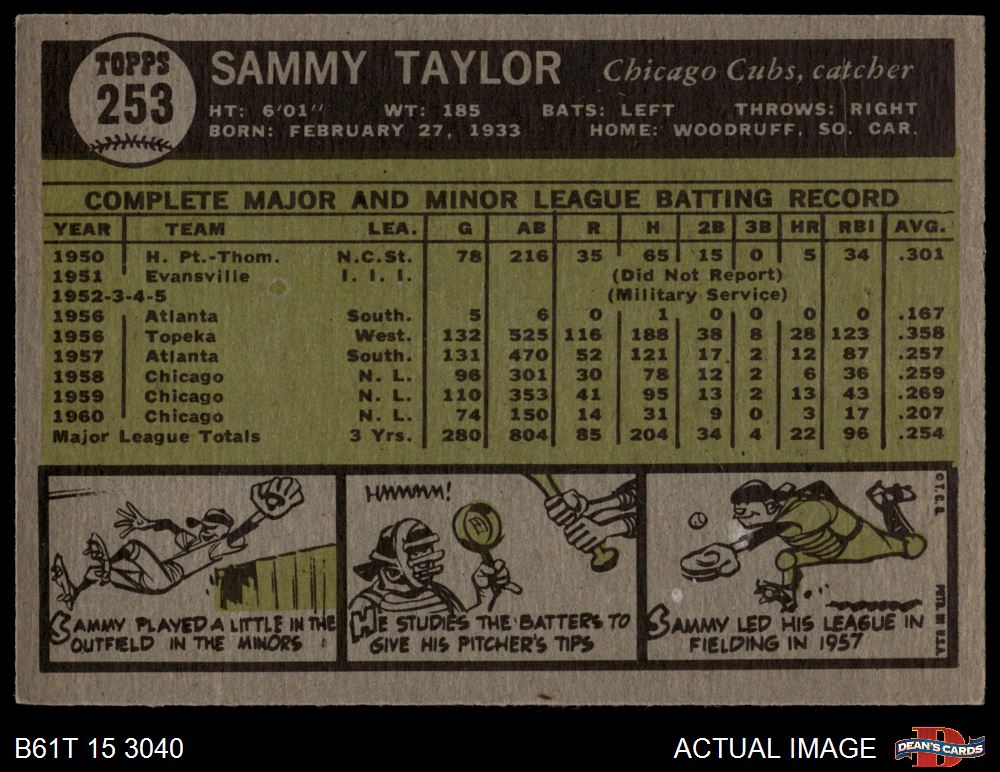 TOPPS
253
SAMMY TAYLOR Chicago Cubs, catcher
HT: 6'01" WT: 185 BATS: LEFT THROWS: RIGHT
BORN: FEBRUARY 27, 1933 HOME: WOODRUFF, SO. CAR.
COMPLETE MAJOR AND MINOR LEAGUE BATTING RECORD
YEAR TEAM LEA. G AB R H 2B 3B HR RBI AVG.
1950 H. Pt.-Thom. N.C.St. 78 216 35 65 15 0 5 34 .301
1951 Evansville I. I. I. (Did Not Report)
1952-3-4-5 (Military Service)
1956 Atlanta South. 5 6 0 1 0 0 0 0 .167
1956 Topeka West. 132 525 116 188 38 8 28 123 .358
1957 Atlanta South. 131 470 52 121 17 2 12 87 .257
1958 Chicago N. L. 96 301 30 78 12 2 6 36 .259
1959 Chicago N. L. 110 353 41 95 13 2 13 43 .269
1960 Chicago N. L. 74 150 14 31 9 0 3 17 .207
Major League Totals 3 Yrs. 280 804 85 204 34 4 22 96 .254
SAMMY PLAYED A LITTLE IN THE
OUTFIELD IN THE MINORS
HMMMM!
HE STUDIES THE BATTERS TO
GIVE HIS PITCHER'S TIPS
SAMMY LED HIS LEAGUE IN
FIELDING IN 1957
© T. C. G.
PRTD. IN U.S.A.
B61T 15 3040
ACTUAL IMAGE
D
DEAN'S CARDS